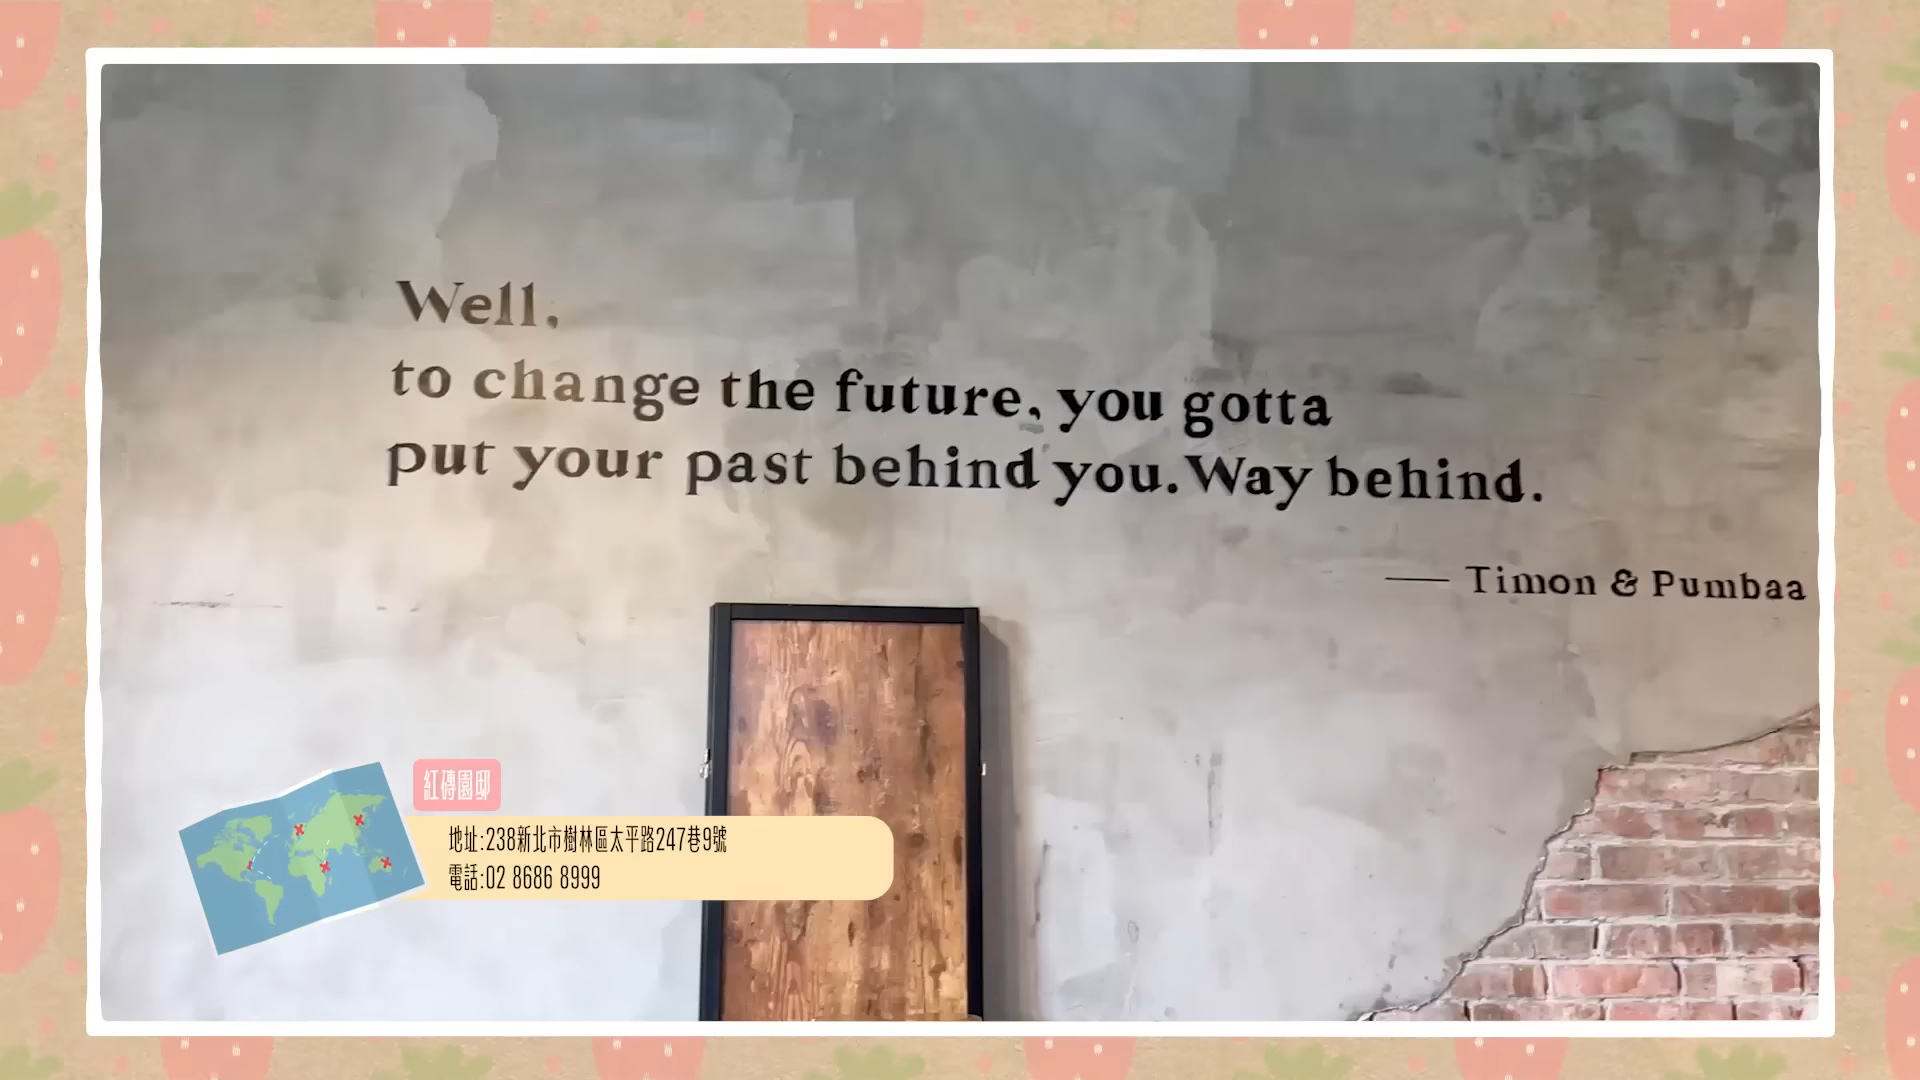 Well,
to change the future, you gotta
put your past behind you. Way behind.
—— Timon & Pumbaa
紅磚園邸
地址:238新北市樹林區太平路247巷9號
電話:02 8686 8999